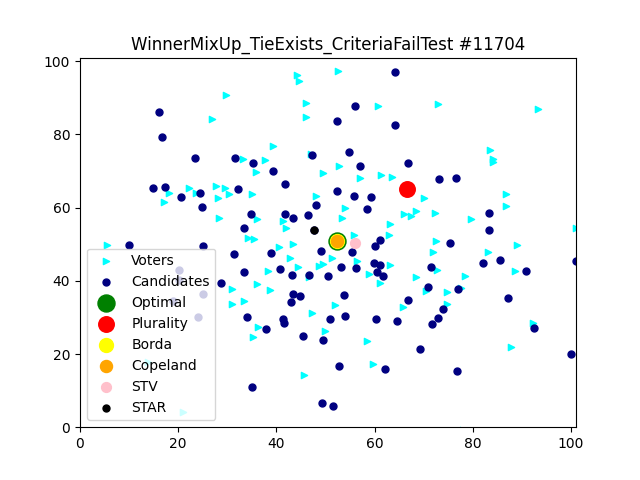 WinnerMixUp_TieExists_CriteriaFailTest #11704
100
80
60
40
20
0
Voters
Candidates
Optimal
Plurality
Borda
Copeland
STV
STAR
0 20 40 60 80 100